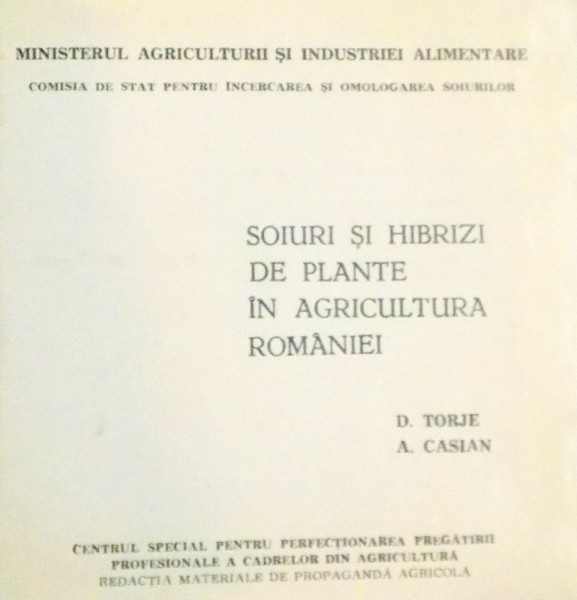 MINISTERUL AGRICULTURII ȘI INDUSTRIEI ALIMENTARE
COMISIA DE STAT PENTRU ÎNCERCAREA ȘI OMOLOGAREA SOIURILOR
SOIURI ȘI HIBRIZI
DE PLANTE
ÎN AGRICULTURA
ROMÂNIEI
D. TORJE
A. CASIAN
CENTRUL SPECIAL PENTRU PERFECȚIONAREA PREGĂTIRII
PROFESIONALE A CADRELOR DIN AGRICULTURĂ
REDACȚIA MATERIALE DE PROPAGANDĂ AGRICOLĂ